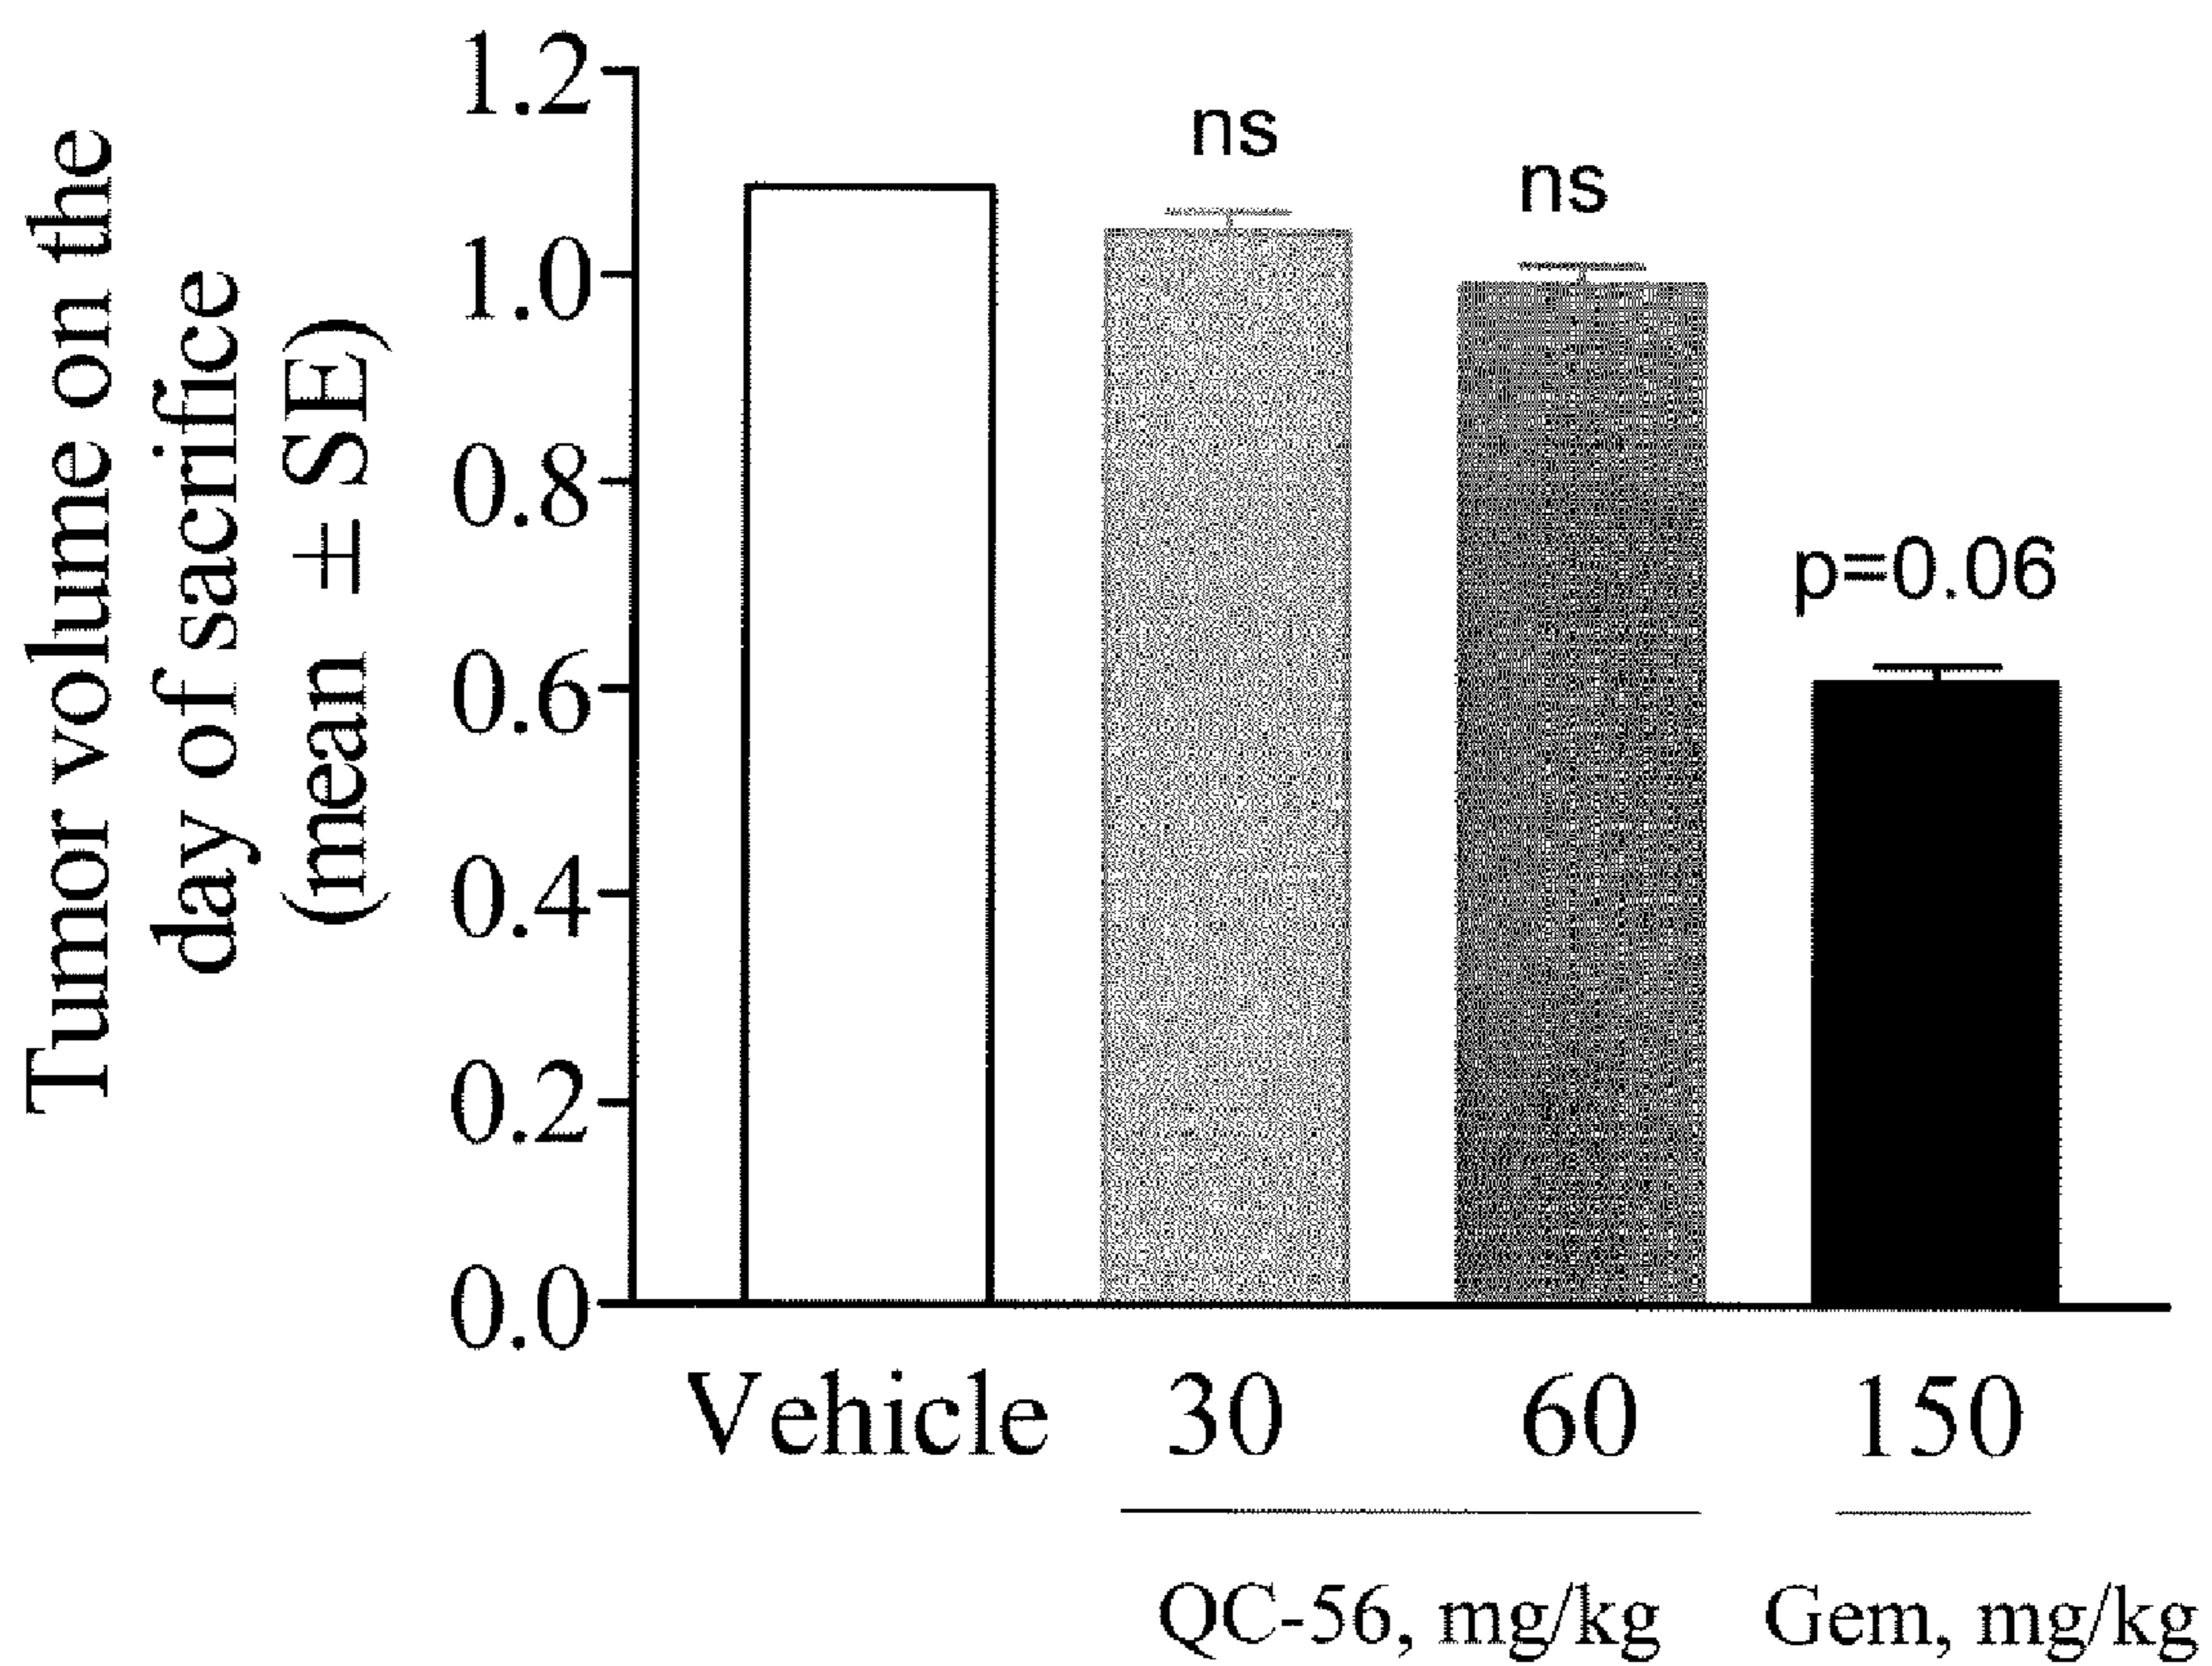 Tumor volume on the
day of sacrifice
(mean ± SE)
1.2
1.0
0.8
0.6
0.4
0.2
0.0
ns
ns
p=0.06
Vehicle 30 60 150
QC-56, mg/kg Gem, mg/kg